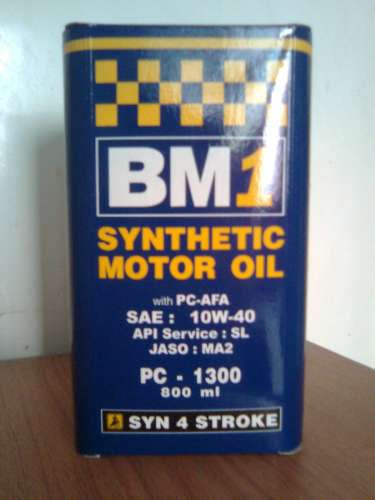 BM1
SYNTHETIC
MOTOR OIL
with PC-AFA
SAE : 10W-40
API Service : SL
JASO : MA2
PC - 1300
800 ml
SYN 4 STROKE